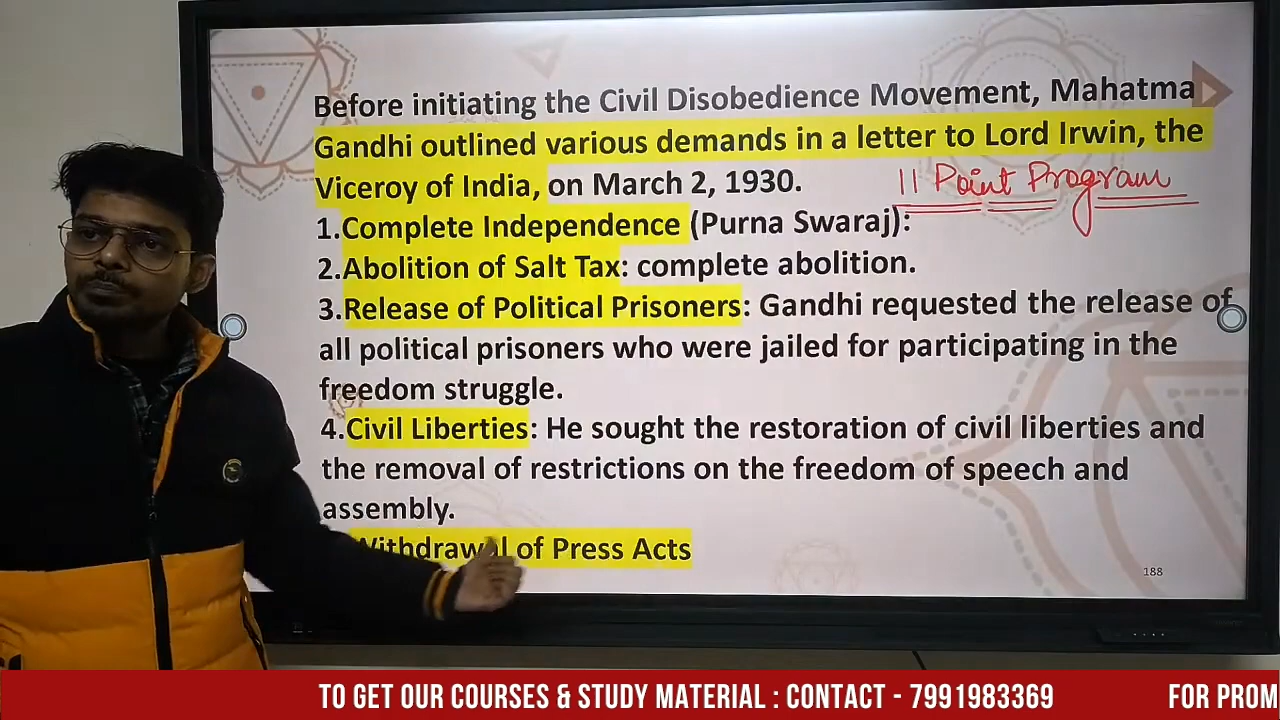 Before initiating the Civil Disobedience Movement, Mahatma
Gandhi outlined various demands in a letter to Lord Irwin, the
Viceroy of India, on March 2, 1930. 11 Point Program
1.Complete Independence (Purna Swaraj):
2.Abolition of Salt Tax: complete abolition.
3.Release of Political Prisoners: Gandhi requested the release of
all political prisoners who were jailed for participating in the
freedom struggle.
4.Civil Liberties: He sought the restoration of civil liberties and
the removal of restrictions on the freedom of speech and
assembly.
Withdrawal of Press Acts
188
TO GET OUR COURSES & STUDY MATERIAL : CONTACT - 7991983369 FOR PROM